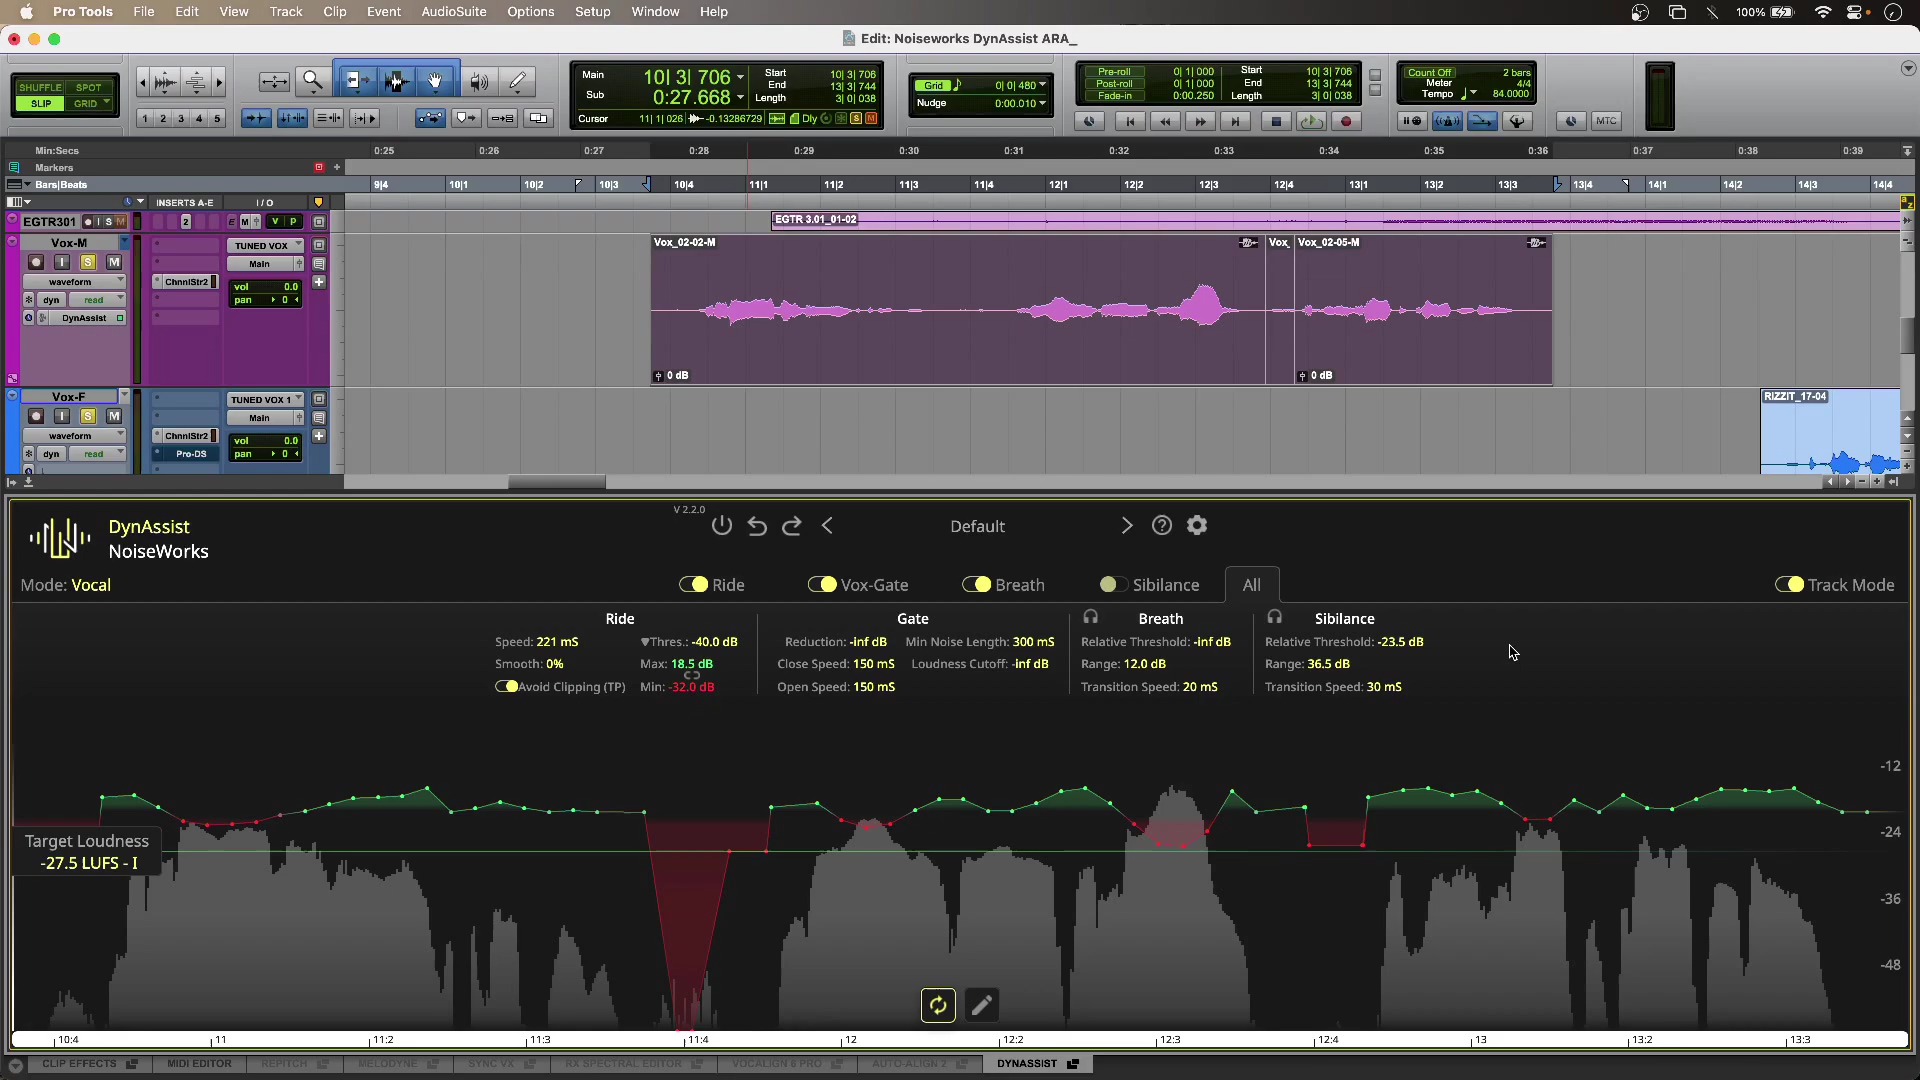 Pro Tools File Edit View Track Clip Event AudioSuite Options Setup Window Help 100%
Edit: Noiseworks DynAssist ARA_
SHUFFLE SPOT
SLIP GRID
1 2 3 4 5
Main 10| 3| 706
Sub 0:27.668
Start 10| 3| 706
End 13| 3| 744
Length 3| 0| 038
Cursor 11| 1| 026 -0.13286729 Dly S M
Grid 0| 0| 480
Nudge 0:00.010
Pre-roll 0| 1| 000
Post-roll 0| 1| 000
Fade-in 0:00.250
Start 10| 3| 706
End 13| 3| 744
Length 3| 0| 038
Count Off 2 bars
Meter 4/4
Tempo 84.0000
MTC
Min:Secs 0:25 0:26 0:27 0:28 0:29 0:30 0:31 0:32 0:33 0:34 0:35 0:36 0:37 0:38 0:39
Markers
Bars|Beats 9|4 10|1 10|2 10|3 10|4 11|1 11|2 11|3 11|4 12|1 12|2 12|3 12|4 13|1 13|2 13|3 13|4 14|1 14|2 14|3 14|4
INSERTS A-E I / O
EGTR301 I S M 2 E M V P EGTR 3.01_01-02
Vox-M TUNED VOX Vox_02-02-M Vox_ Vox_02-05-M
I S M Main
waveform ChnnlStr2 vol 0.0
dyn read pan 0
DynAssist
0 dB 0 dB
Vox-F TUNED VOX 1 RIZZIT_17-04
I S M Main
waveform ChnnlStr2 vol 0.0
dyn read Pro-DS pan 0
V 2.2.0
DynAssist
NoiseWorks
Default
Mode: Vocal Ride Vox-Gate Breath Sibilance All Track Mode
Ride Gate Breath Sibilance
Speed: 221 mS Thres.: -40.0 dB Reduction: -inf dB Min Noise Length: 300 mS Relative Threshold: -inf dB Relative Threshold: -23.5 dB
Smooth: 0% Max: 18.5 dB Close Speed: 150 mS Loudness Cutoff: -inf dB Range: 12.0 dB Range: 36.5 dB
Avoid Clipping (TP) Min: -32.0 dB Open Speed: 150 mS Transition Speed: 20 mS Transition Speed: 30 mS
-12
-24
Target Loudness
-27.5 LUFS - I
-36
-48
10:4 11 11:2 11:3 11:4 12 12:2 12:3 12:4 13 13:2 13:3
CLIP EFFECTS MIDI EDITOR REPITCH MELODYNE SYNC VX RX SPECTRAL EDITOR VOCALIGN 6 PRO AUTO-ALIGN 2 DYNASSIST